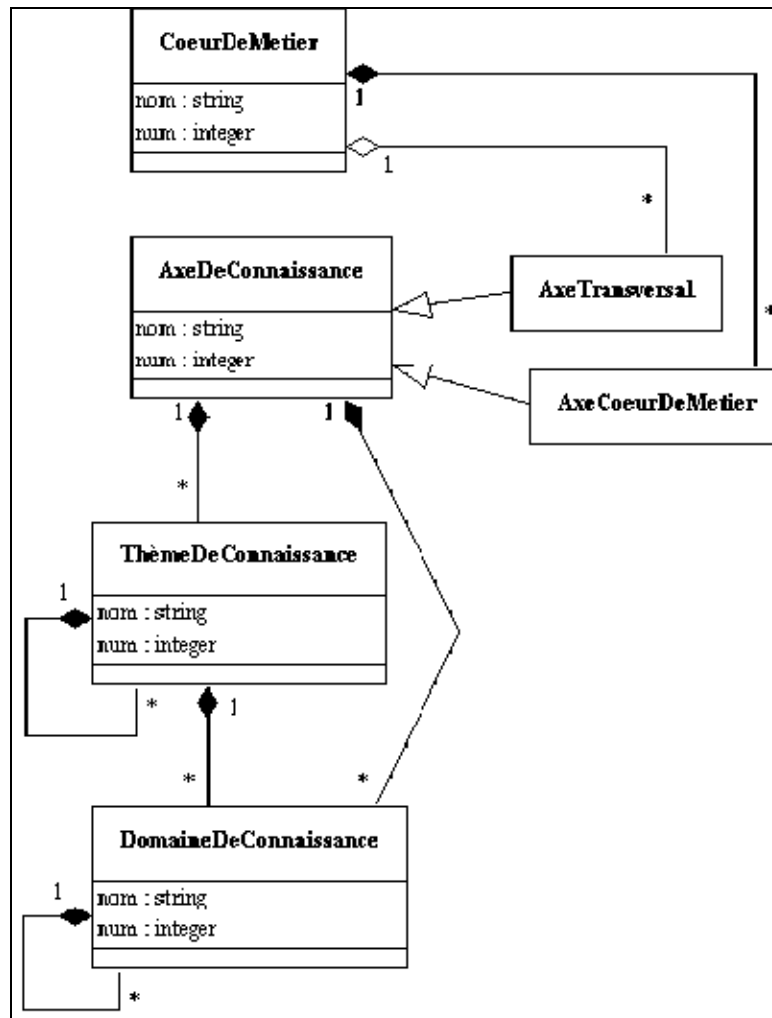 CoeurDeMetier
nom : string
num : integer
1
1
*
*
AxeDeConnaissance
nom : string
num : integer
AxeTransversal
AxeCoeurDeMetier
1
1
*
ThèmeDeConnaissance
nom : string
num : integer
1
*
1
*
*
DomaineDeConnaissance
nom : string
num : integer
1
*